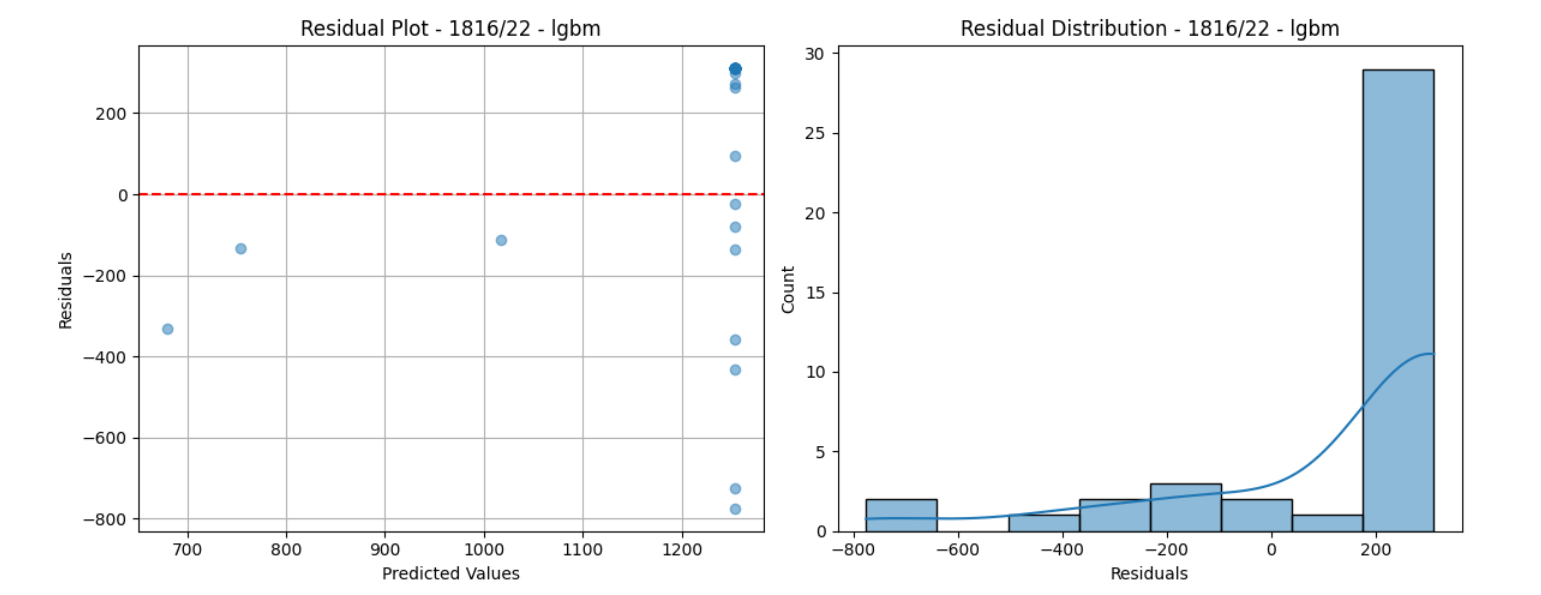 Residual Plot - 1816/22 - lgbm
200
0
−200
−400
−600
−800
Residuals
700 800 900 1000 1100 1200
Predicted Values
Residual Distribution - 1816/22 - lgbm
30
25
20
15
10
5
0
Count
−800 −600 −400 −200 0 200
Residuals